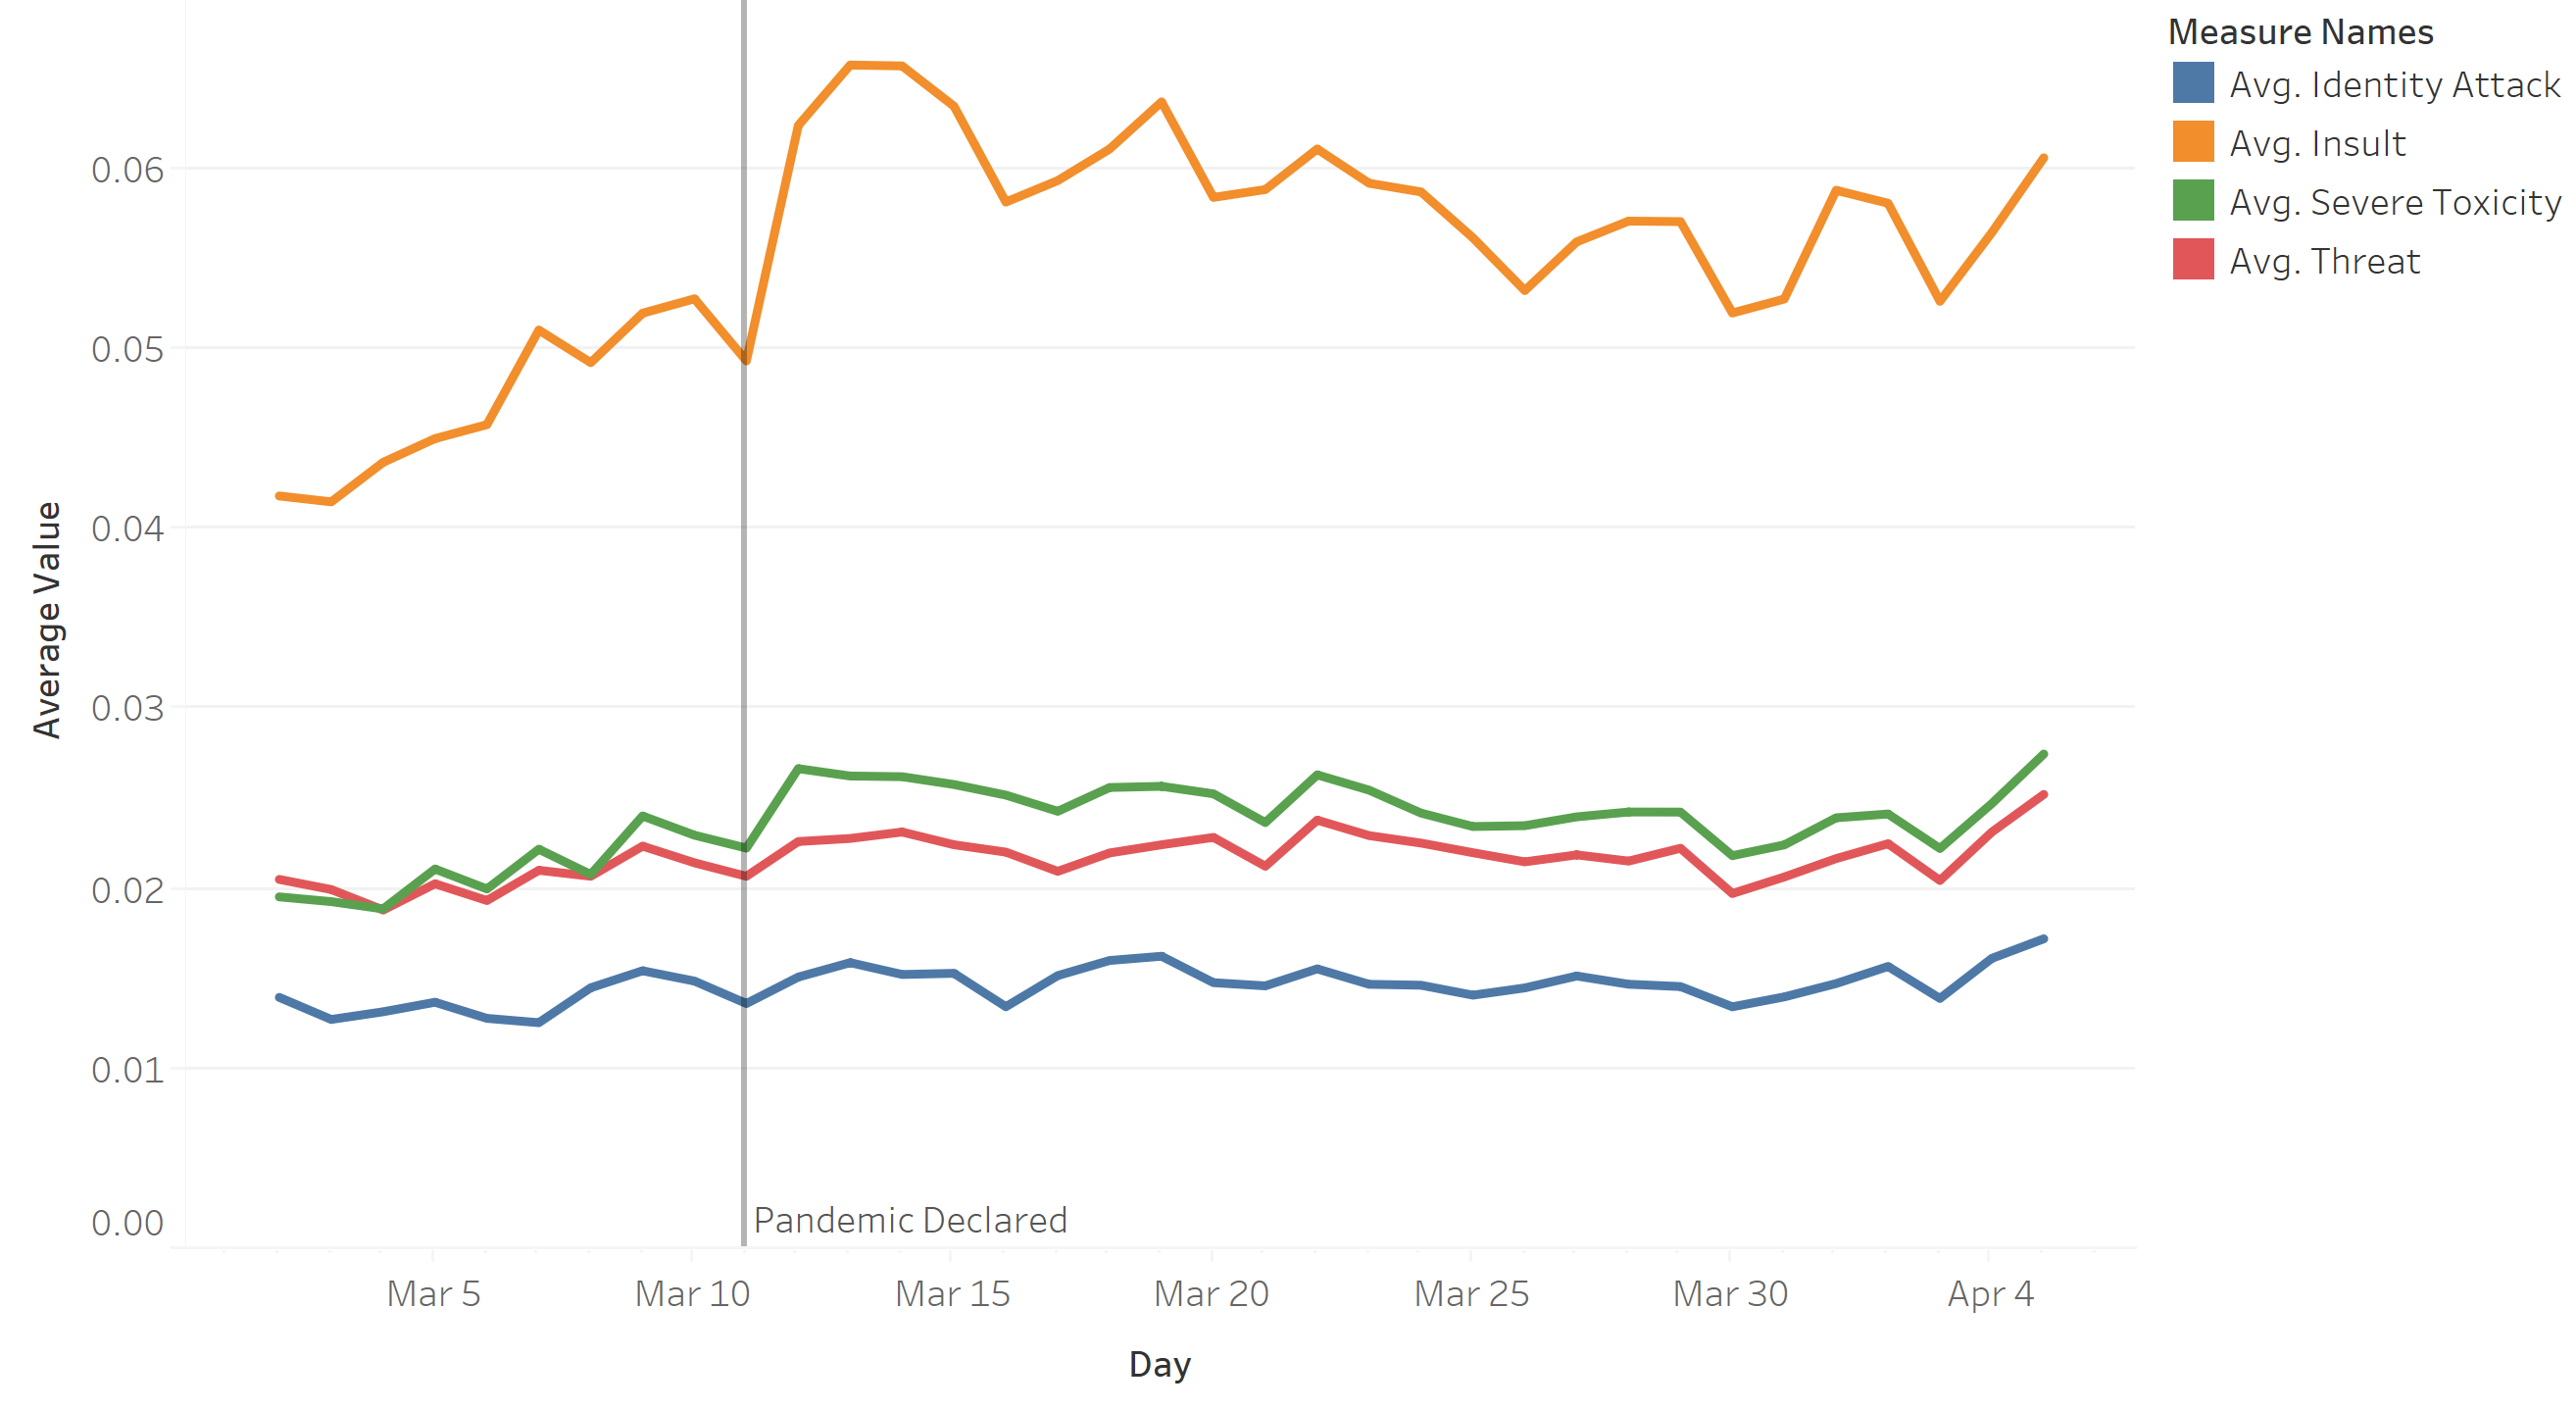 Measure Names
Avg. Identity Attack
Avg. Insult
Avg. Severe Toxicity
Avg. Threat
Average Value
0.06
0.05
0.04
0.03
0.02
0.01
0.00
Pandemic Declared
Mar 5
Mar 10
Mar 15
Mar 20
Mar 25
Mar 30
Apr 4
Day